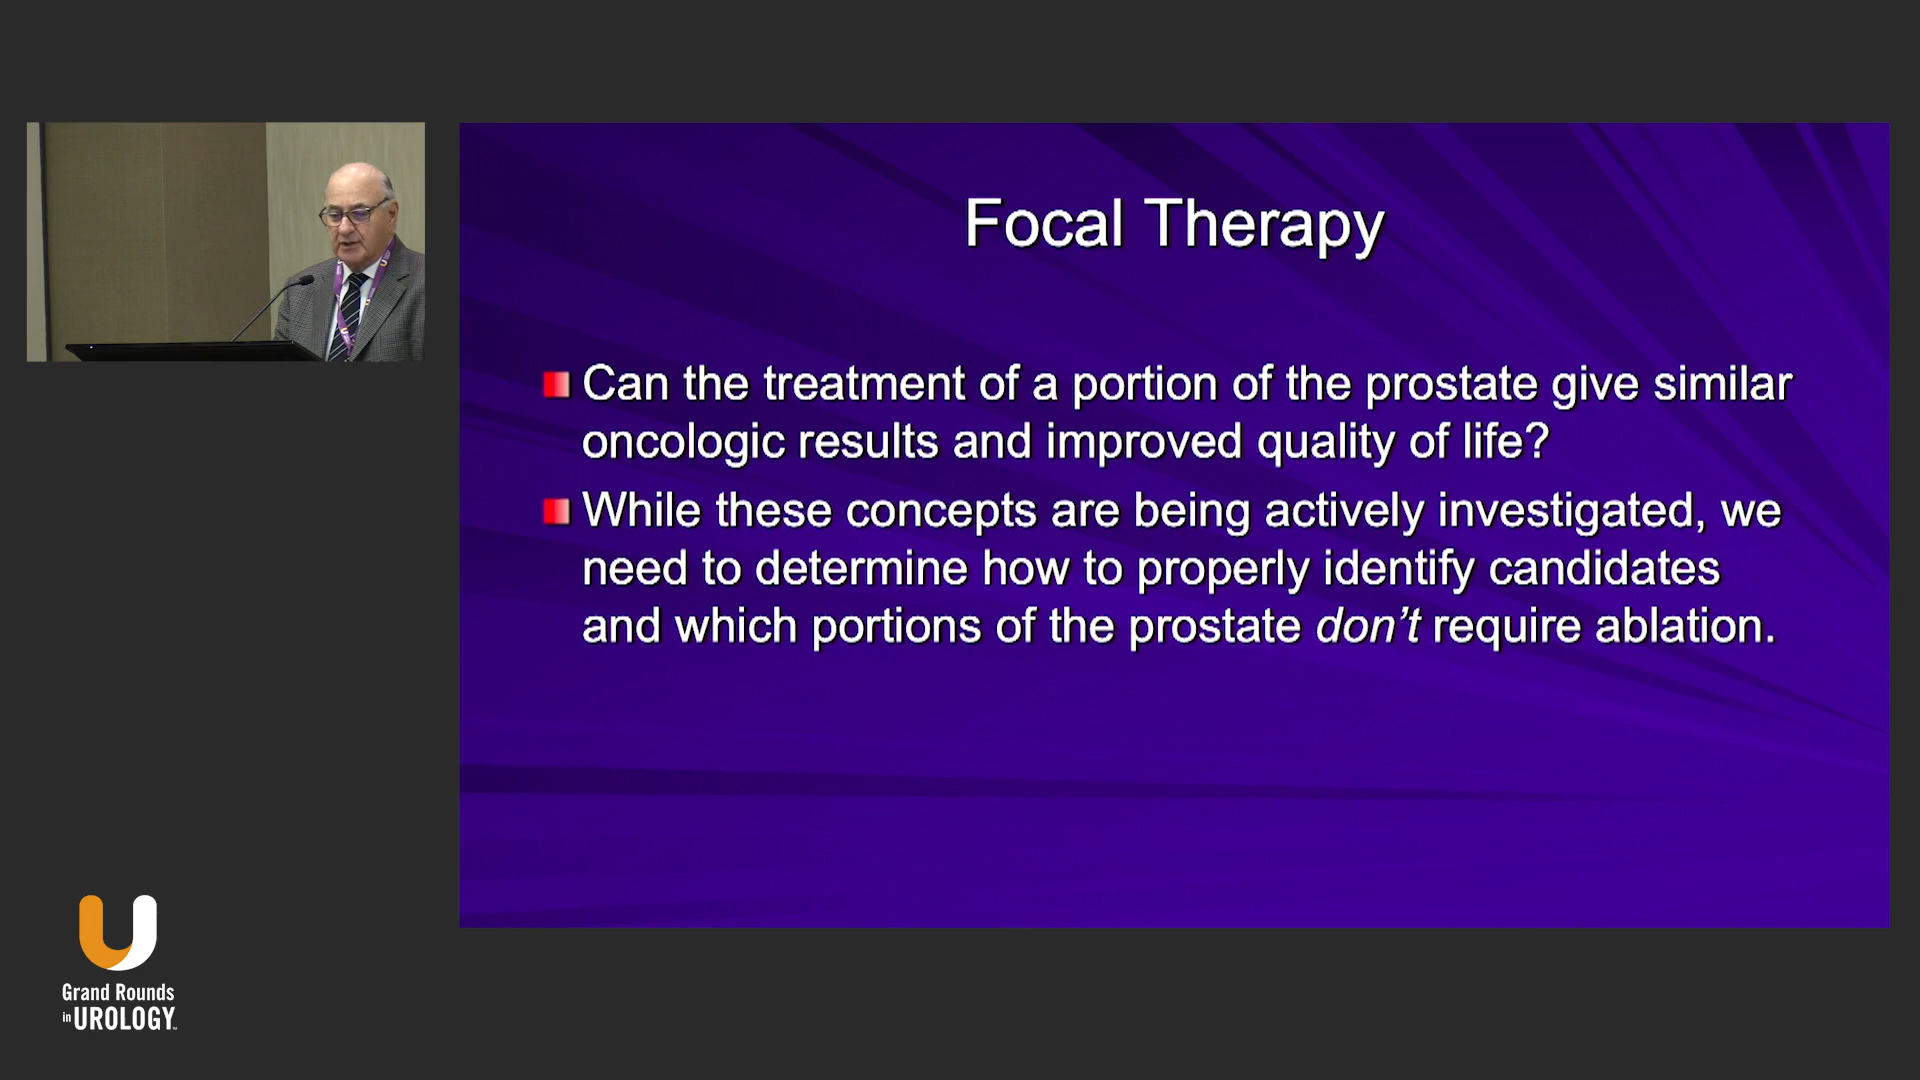 Focal Therapy
Can the treatment of a portion of the prostate give similar
oncologic results and improved quality of life?
While these concepts are being actively investigated, we
need to determine how to properly identify candidates
and which portions of the prostate don't require ablation.
Grand Rounds
in UROLOGY